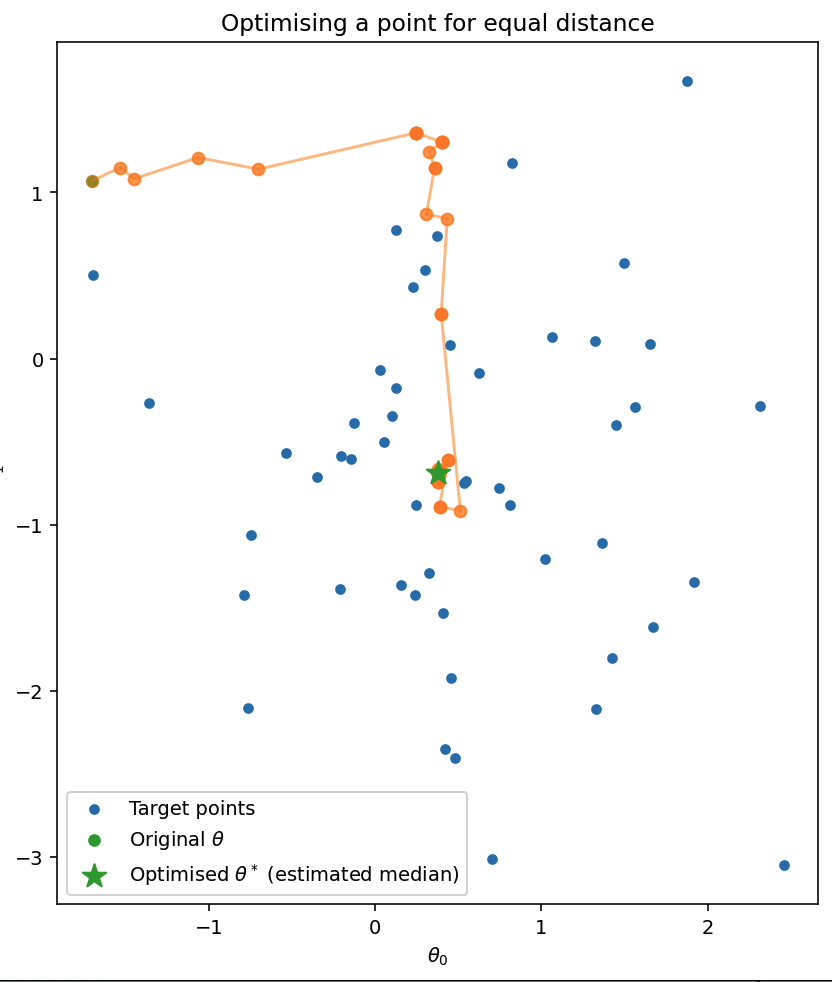 Optimising a point for equal distance
1
0
−1
−2
−3
Target points
Original θ
Optimised θ* (estimated median)
−1 0 1 2
θ₀